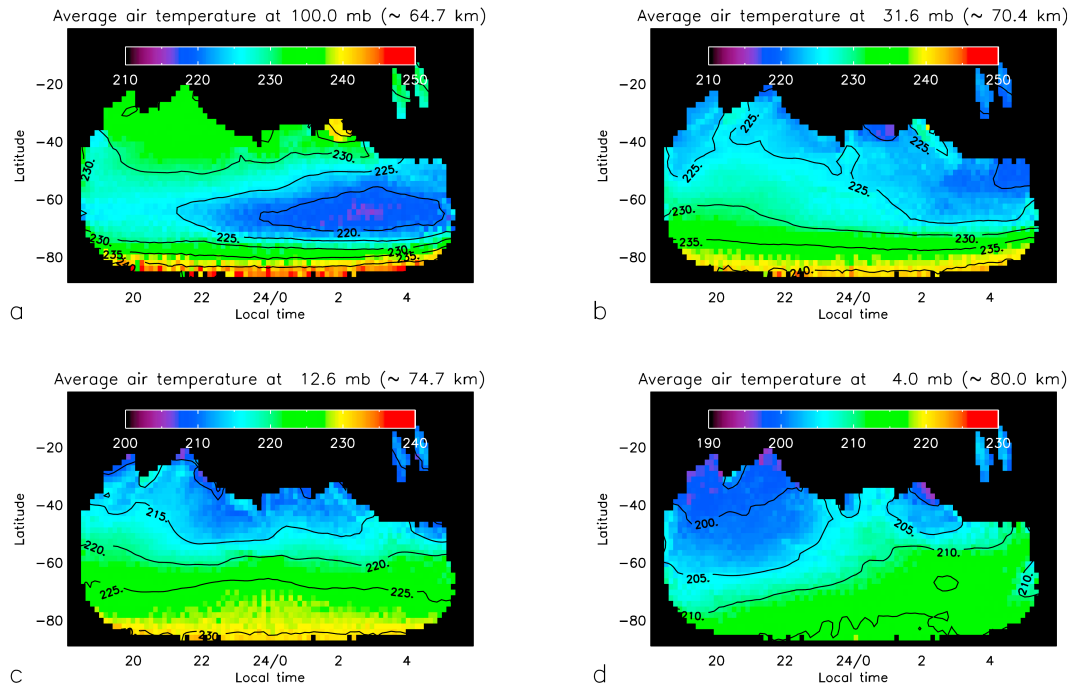 Average air temperature at 100.0 mb (~ 64.7 km)
210 220 230 240 250
-20
-40
-60
-80
Latitude
230.
230.
225.
225.
220.
230.
230.
235.
235.
240.
20 22 24/0 2 4
Local time
a
Average air temperature at 31.6 mb (~ 70.4 km)
210 220 230 240 250
-20
-40
-60
-80
Latitude
225.
225.
225.
225.
230.
230.
235.
235.
240.
20 22 24/0 2 4
Local time
b
Average air temperature at 12.6 mb (~ 74.7 km)
200 210 220 230 240
-20
-40
-60
-80
Latitude
215.
220.
220.
225.
225.
230.
20 22 24/0 2 4
Local time
c
Average air temperature at 4.0 mb (~ 80.0 km)
190 200 210 220 230
-20
-40
-60
-80
Latitude
200.
205.
205.
210.
210.
210.
20 22 24/0 2 4
Local time
d